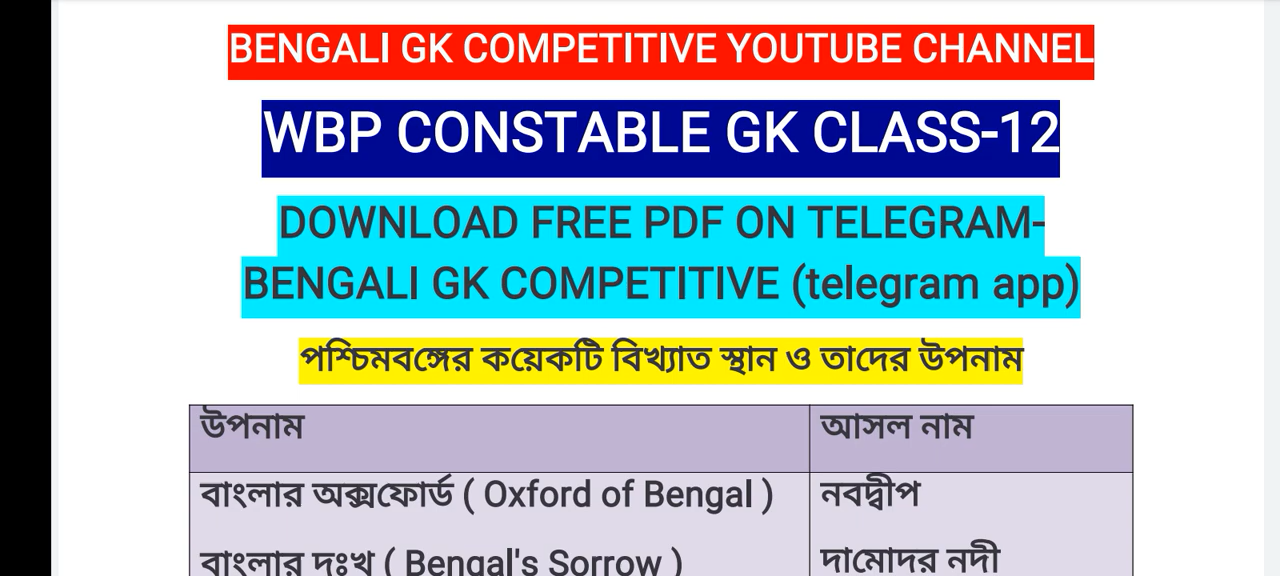 BENGALI GK COMPETITIVE YOUTUBE CHANNEL
WBP CONSTABLE GK CLASS-12
DOWNLOAD FREE PDF ON TELEGRAM-
BENGALI GK COMPETITIVE (telegram app)
পশ্চিমবঙ্গের কয়েকটি বিখ্যাত স্থান ও তাদের উপনাম
উপনাম আসল নাম
বাংলার অক্সফোর্ড ( Oxford of Bengal ) নবদ্বীপ
বাংলার দুঃখ ( Bengal's Sorrow ) দামোদর নদী